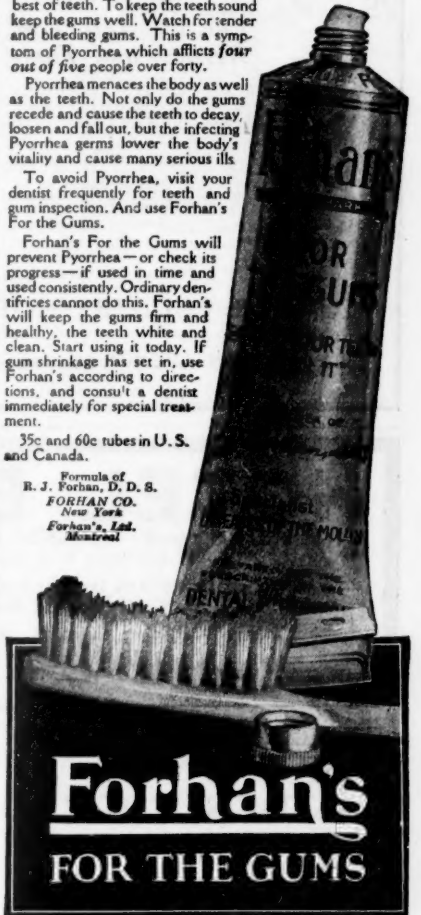 best of teeth. To keep the teeth sound
keep the gums well. Watch for tender
and bleeding gums. This is a symp-
tom of Pyorrhea which afflicts four
out of five people over forty.
Pyorrhea menaces the body as well
as the teeth. Not only do the gums
recede and cause the teeth to decay,
loosen and fall out, but the infecting
Pyorrhea germs lower the body's
vitality and cause many serious ills.
To avoid Pyorrhea, visit your
dentist frequently for teeth and
gum inspection. And use Forhan's
For the Gums.
Forhan's For the Gums will
prevent Pyorrhea—or check its
progress—if used in time and
used consistently. Ordinary den-
tifrices cannot do this. Forhan's
will keep the gums firm and
healthy, the teeth white and
clean. Start using it today. If
gum shrinkage has set in, use
Forhan's according to direc-
tions, and consult a dentist
immediately for special treat-
ment.
35c and 60c tubes in U. S.
and Canada.
Formula of
R. J. Forhan, D. D. S.
FORHAN CO.
New York
Forhan's, Ltd.
Montreal
DENTAL
Forhan's
FOR THE GUMS